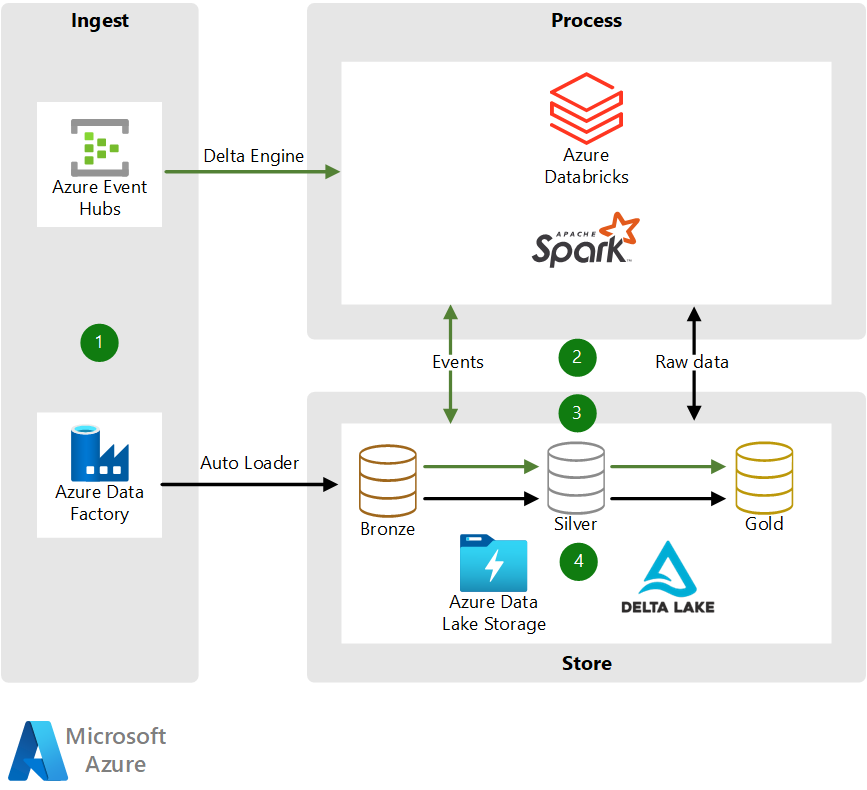 Ingest
Process
Azure Event
Hubs
Delta Engine
Azure
Databricks
APACHE
Spark™
1
Events
2
Raw data
3
Azure Data
Factory
Auto Loader
Bronze
Silver
Gold
4
Azure Data
Lake Storage
DELTA LAKE
Store
Microsoft
Azure